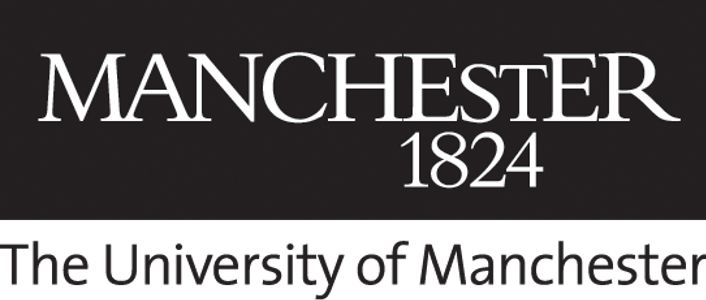 MANCHESTER
1824
The University of Manchester